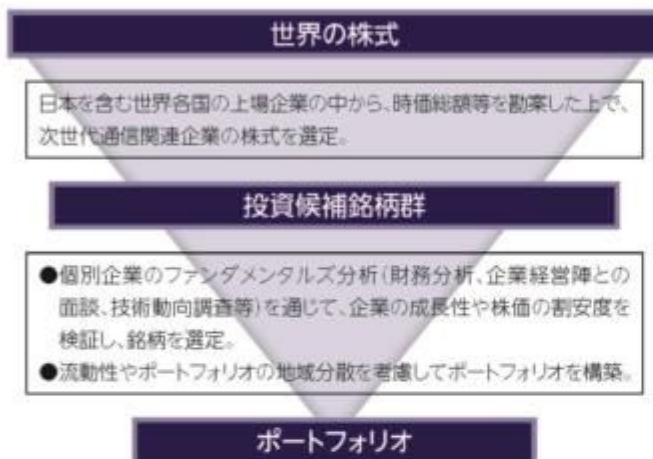 世界の株式
日本を含む世界各国の上場企業の中から、時価総額等を勘案した上で、
次世代通信関連企業の株式を選定。
投資候補銘柄群
●個別企業のファンダメンタルズ分析(財務分析、企業経営陣との
面談、技術動向調査等)を通じて、企業の成長性や株価の割安度を
検証し、銘柄を選定。
●流動性やポートフォリオの地域分散を考慮してポートフォリオを構築。
ポートフォリオ